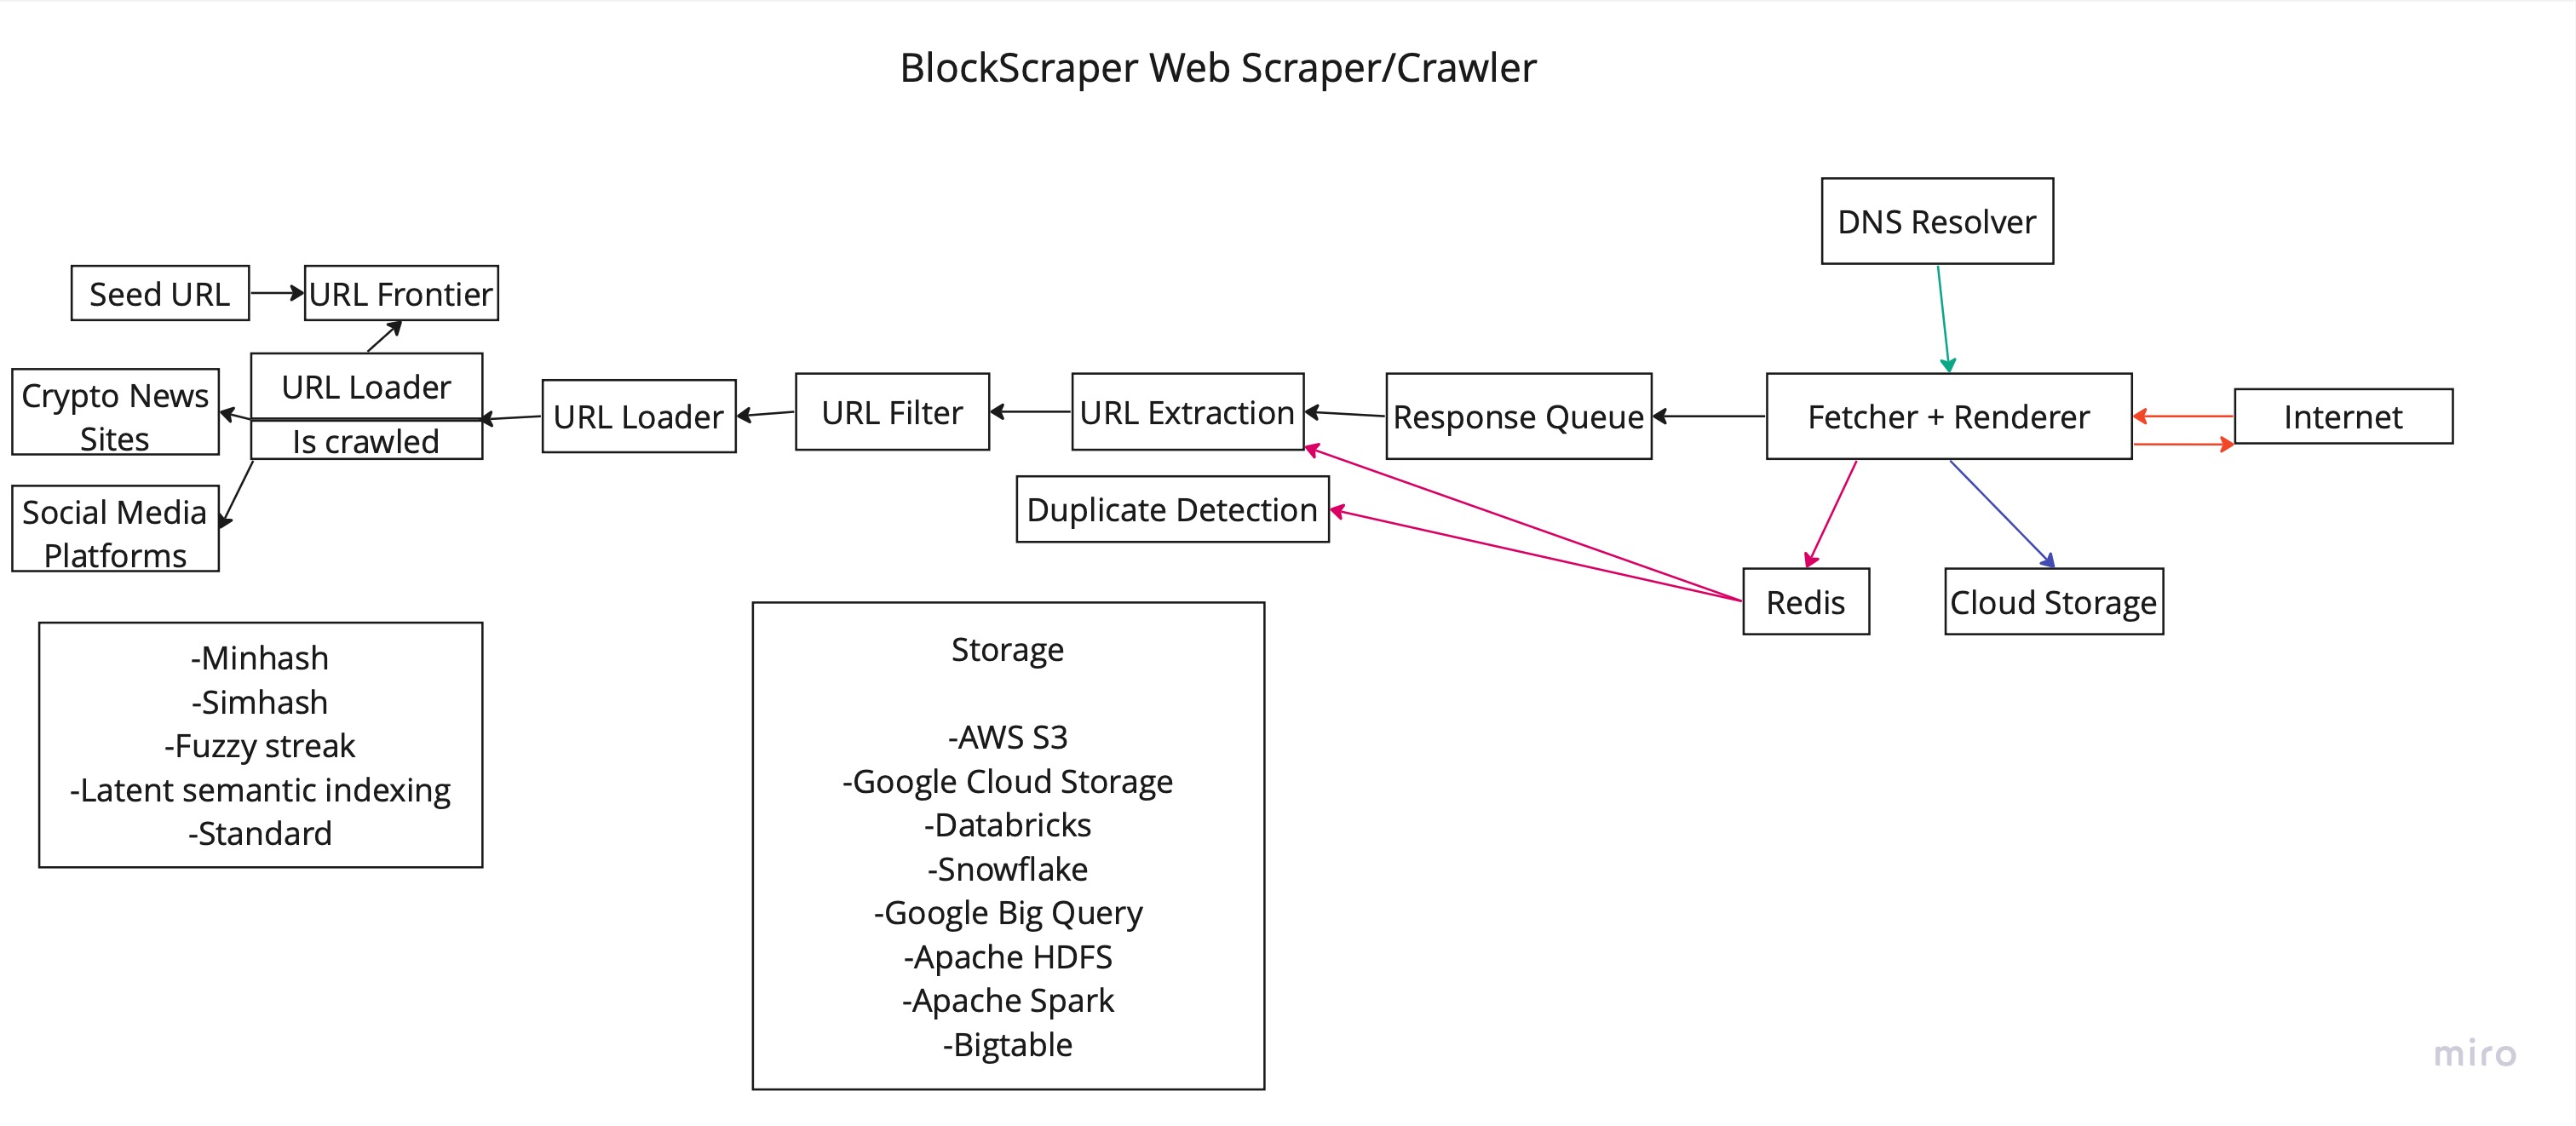 BlockScraper Web Scraper/Crawler
DNS Resolver
Seed URL
URL Frontier
Crypto News
Sites
URL Loader
Is crawled
URL Loader
URL Filter
URL Extraction
Response Queue
Fetcher + Renderer
Internet
Social Media
Platforms
Duplicate Detection
Redis
Cloud Storage
-Minhash
-Simhash
-Fuzzy streak
-Latent semantic indexing
-Standard
Storage
-AWS S3
-Google Cloud Storage
-Databricks
-Snowflake
-Google Big Query
-Apache HDFS
-Apache Spark
-Bigtable
miro